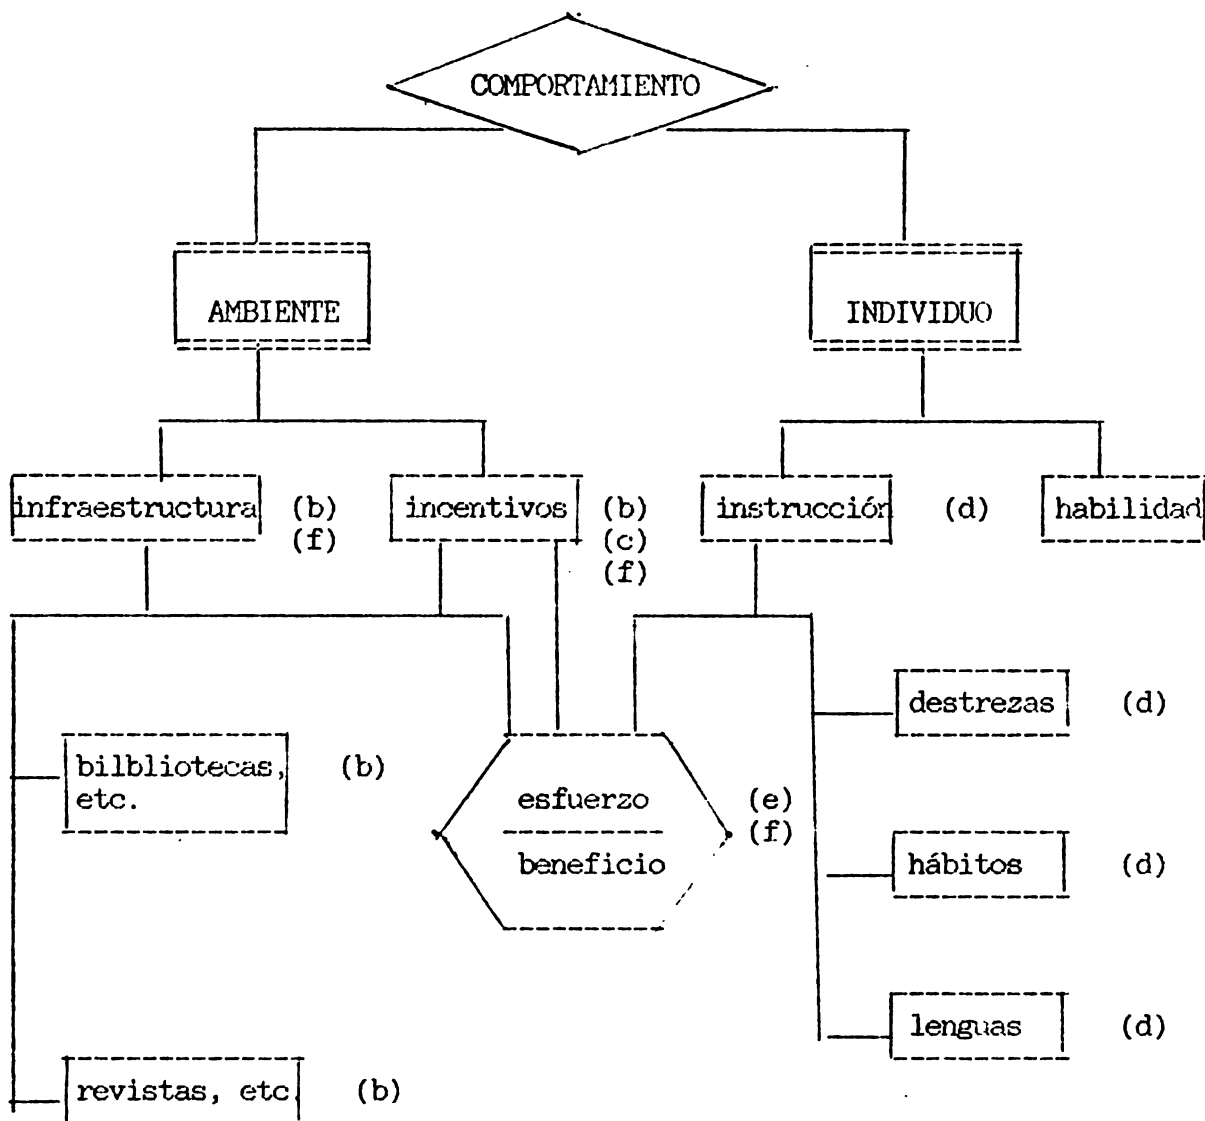 COMPORTAMIENTO
AMBIENTE
INDIVIDUO
infraestructura (b)
(f)
incentivos (b)
(c)
(f)
instrucción (d)
habilidad
destrezas (d)
bilbliotecas, (b)
etc.
esfuerzo (e)
(f)
beneficio
hábitos (d)
lenguas (d)
revistas, etc (b)